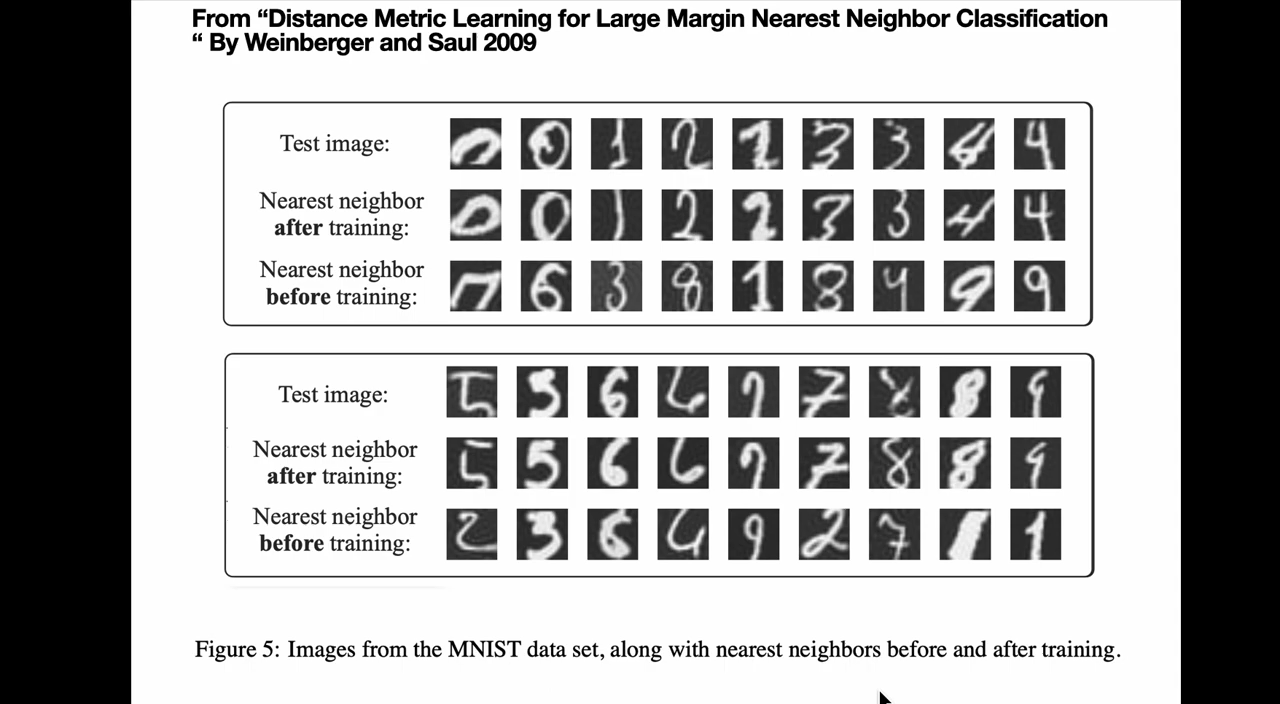 From “Distance Metric Learning for Large Margin Nearest Neighbor Classification
“ By Weinberger and Saul 2009
Test image:
Nearest neighbor
after training:
Nearest neighbor
before training:
Test image:
Nearest neighbor
after training:
Nearest neighbor
before training:
Figure 5: Images from the MNIST data set, along with nearest neighbors before and after training.